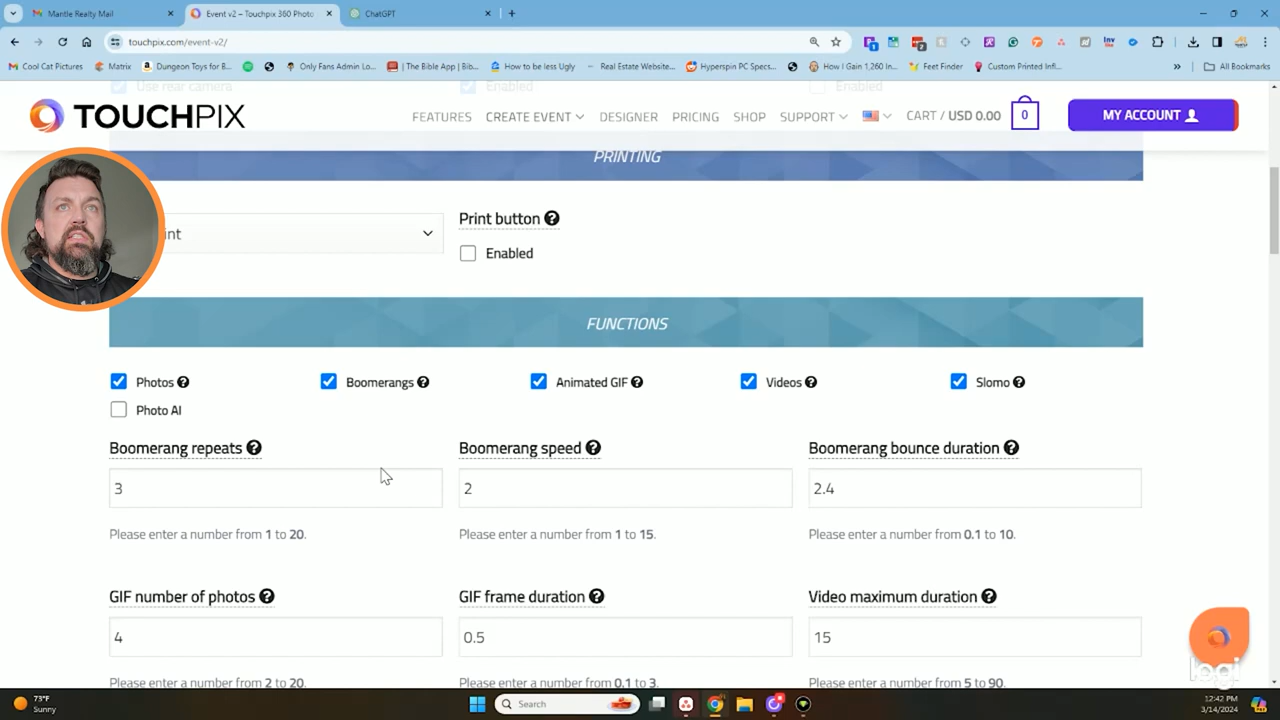 Mantle Realty Mail
Event v2 – Touchpix 360 Photo
ChatGPT
touchpix.com/event-v2/
Cool Cat Pictures
Matrix
Dungeon Toys for B...
Only Fans Admin Lo...
The Bible App | Bib...
How to be less Ugly
Real Estate Website...
Hyperspin PC Specs...
How I Gain 1,260 In...
Feet Finder
Custom Printed Infl...
All Bookmarks
Use rear camera
Enabled
Enabled
TOUCHPIX
FEATURES
CREATE EVENT
DESIGNER
PRICING
SHOP
SUPPORT
CART / USD 0.00
0
MY ACCOUNT
PRINTING
int
Print button
Enabled
FUNCTIONS
Photos
Boomerangs
Animated GIF
Videos
Slomo
Photo AI
Boomerang repeats
Boomerang speed
Boomerang bounce duration
3
2
2.4
Please enter a number from 1 to 20.
Please enter a number from 1 to 15.
Please enter a number from 0.1 to 10.
GIF number of photos
GIF frame duration
Video maximum duration
4
0.5
15
Please enter a number from 2 to 20.
Please enter a number from 0.1 to 3.
Please enter a number from 5 to 90.
logi
73°F
Sunny
Search
12:42 PM
3/14/2024